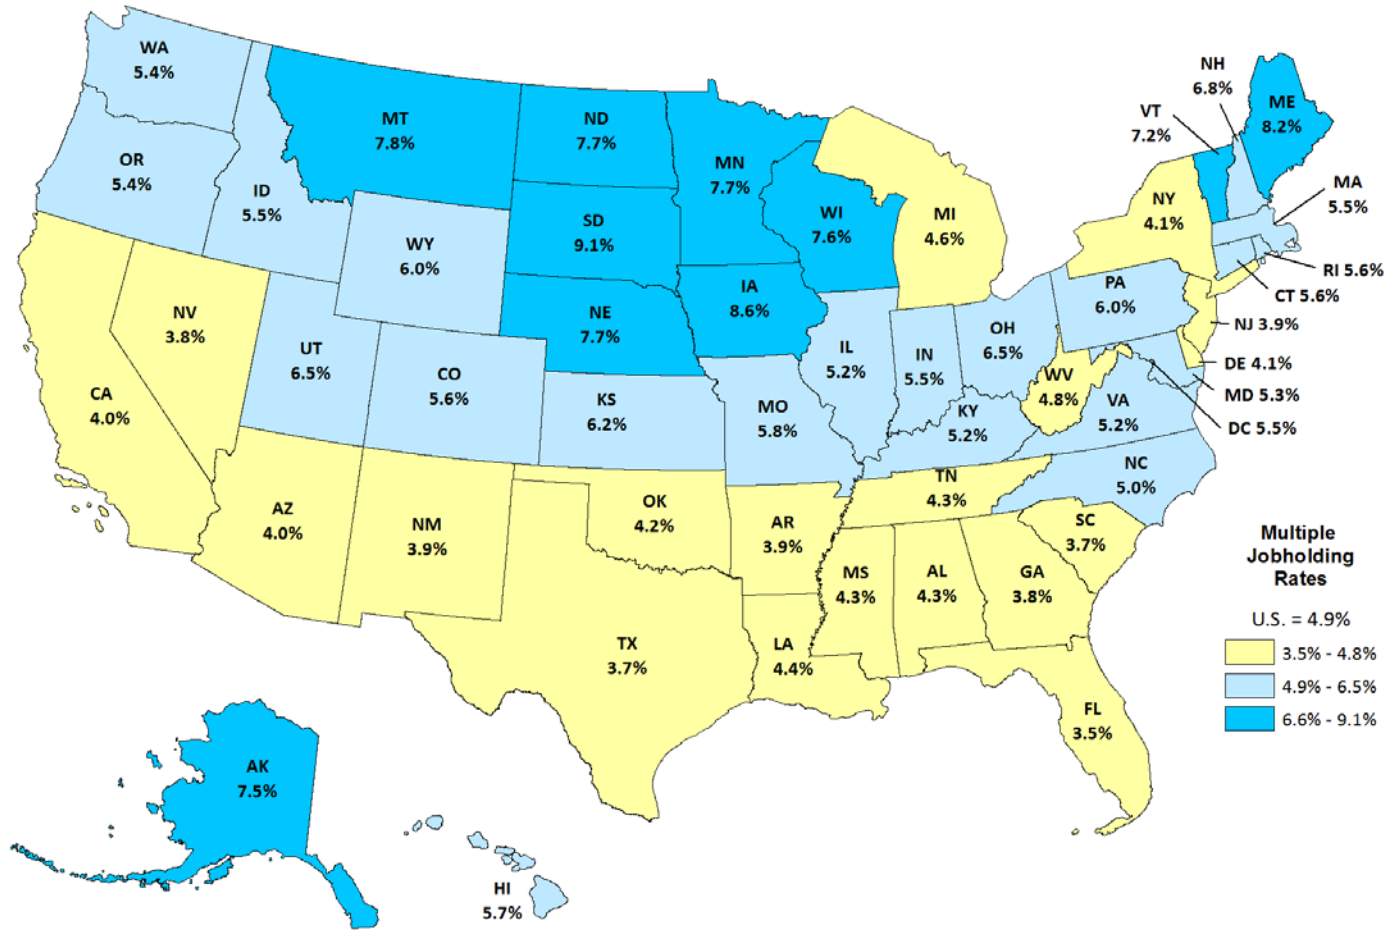 WA
5.4%
OR
5.4%
ID
5.5%
MT
7.8%
ND
7.7%
MN
7.7%
WI
7.6%
MI
4.6%
SD
9.1%
WY
6.0%
NE
7.7%
IA
8.6%
NV
3.8%
CA
4.0%
UT
6.5%
CO
5.6%
KS
6.2%
MO
5.8%
IL
5.2%
IN
5.5%
OH
6.5%
KY
5.2%
WV
4.8%
PA
6.0%
NY
4.1%
VT
7.2%
NH
6.8%
ME
8.2%
MA
5.5%
RI 5.6%
CT 5.6%
NJ 3.9%
DE 4.1%
MD 5.3%
DC 5.5%
VA
5.2%
NC
5.0%
TN
4.3%
SC
3.7%
AZ
4.0%
NM
3.9%
OK
4.2%
AR
3.9%
MS
4.3%
AL
4.3%
GA
3.8%
TX
3.7%
LA
4.4%
FL
3.5%
AK
7.5%
HI
5.7%
Multiple
Jobholding
Rates
U.S. = 4.9%
3.5% - 4.8%
4.9% - 6.5%
6.6% - 9.1%